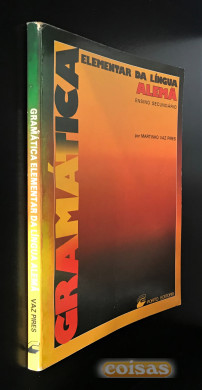 GRAMÁTICA
ELEMENTAR DA LÍNGUA
ALEMÃ
ENSINO SECUNDÁRIO
por MARTINHO VAZ PIRES
PORTO EDITORA
GRAMÁTICA ELEMENTAR DA LÍNGUA ALEMÃ
VAZ PIRES
coisas